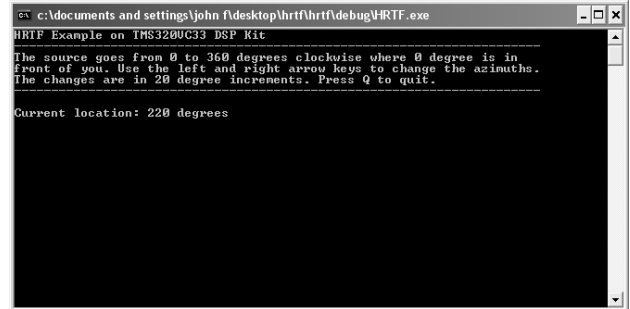 c:\documents and settings\john f\desktop\hrtf\hrtf\debug\HRTF.exe
HRTF Example on TMS320VC33 DSP Kit
The source goes from 0 to 360 degrees clockwise where 0 degree is in
front of you. Use the left and right arrow keys to change the azimuths.
The changes are in 20 degree increments. Press Q to quit.
Current location: 220 degrees